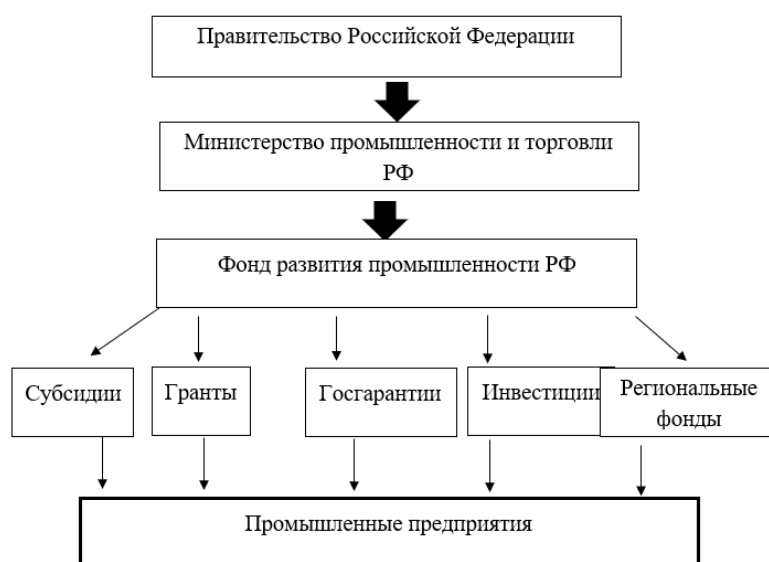 Правительство Российской Федерации
Министерство промышленности и торговли
РФ
Фонд развития промышленности РФ
Субсидии
Гранты
Госгарантии
Инвестиции
Региональные
фонды
Промышленные предприятия